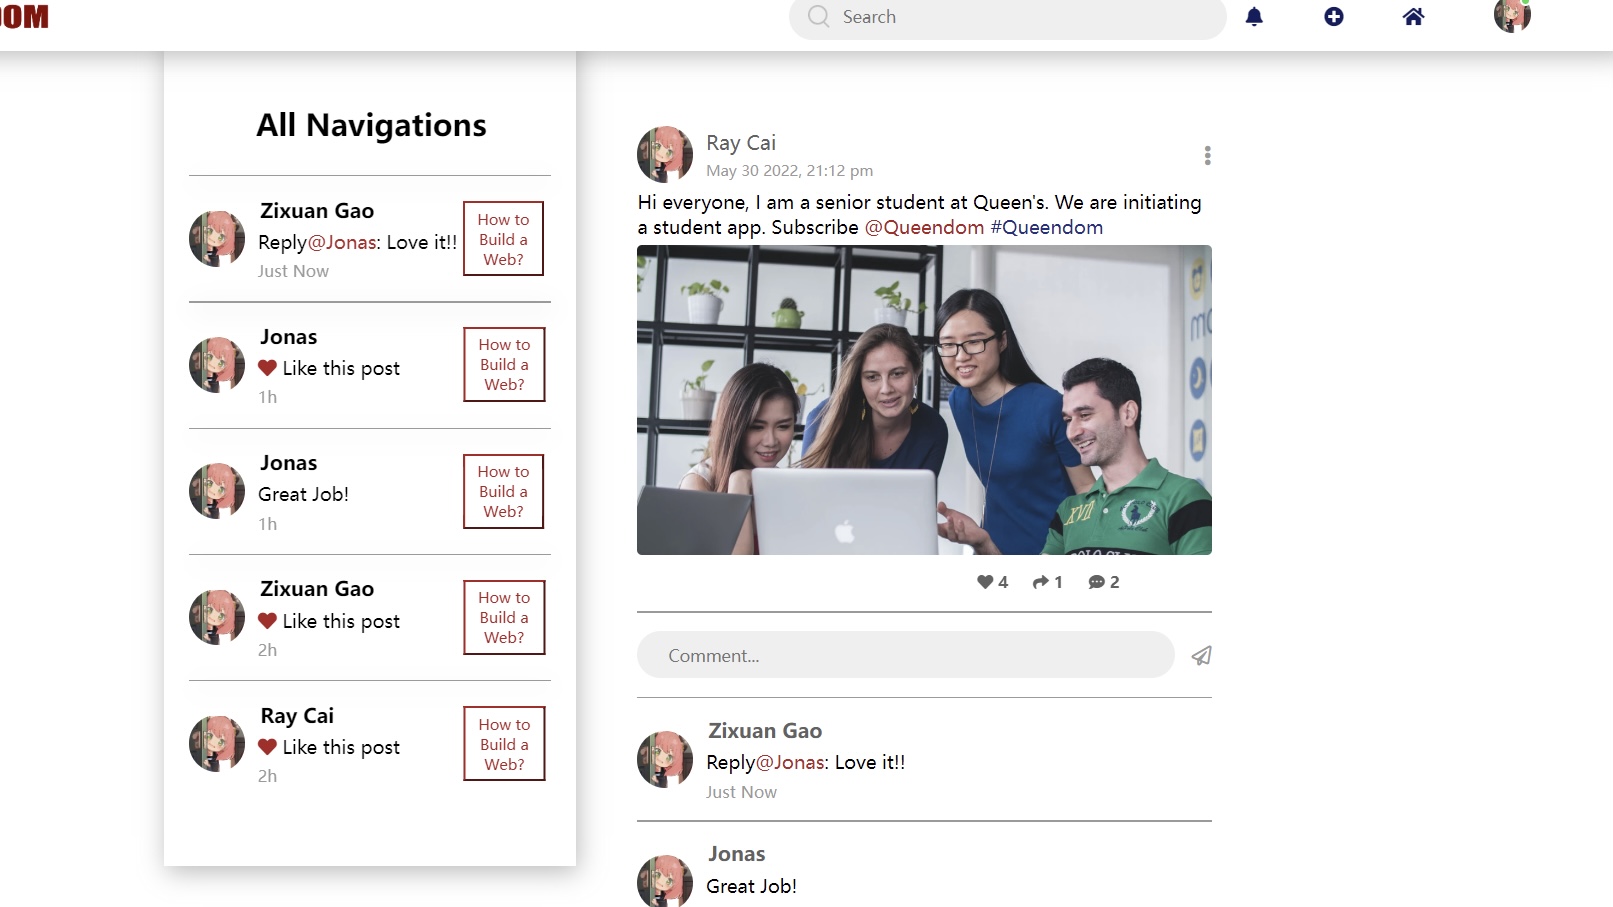 OOM
Search
All Navigations
Zixuan Gao
Reply@Jonas: Love it!!
Just Now
How to
Build a
Web?
Jonas
Like this post
1h
How to
Build a
Web?
Jonas
Great Job!
1h
How to
Build a
Web?
Zixuan Gao
Like this post
2h
How to
Build a
Web?
Ray Cai
Like this post
2h
How to
Build a
Web?
Ray Cai
May 30 2022, 21:12 pm
Hi everyone, I am a senior student at Queen's. We are initiating
a student app. Subscribe @Queendom #Queendom
XVII
4 1 2
Comment...
Zixuan Gao
Reply@Jonas: Love it!!
Just Now
Jonas
Great Job!